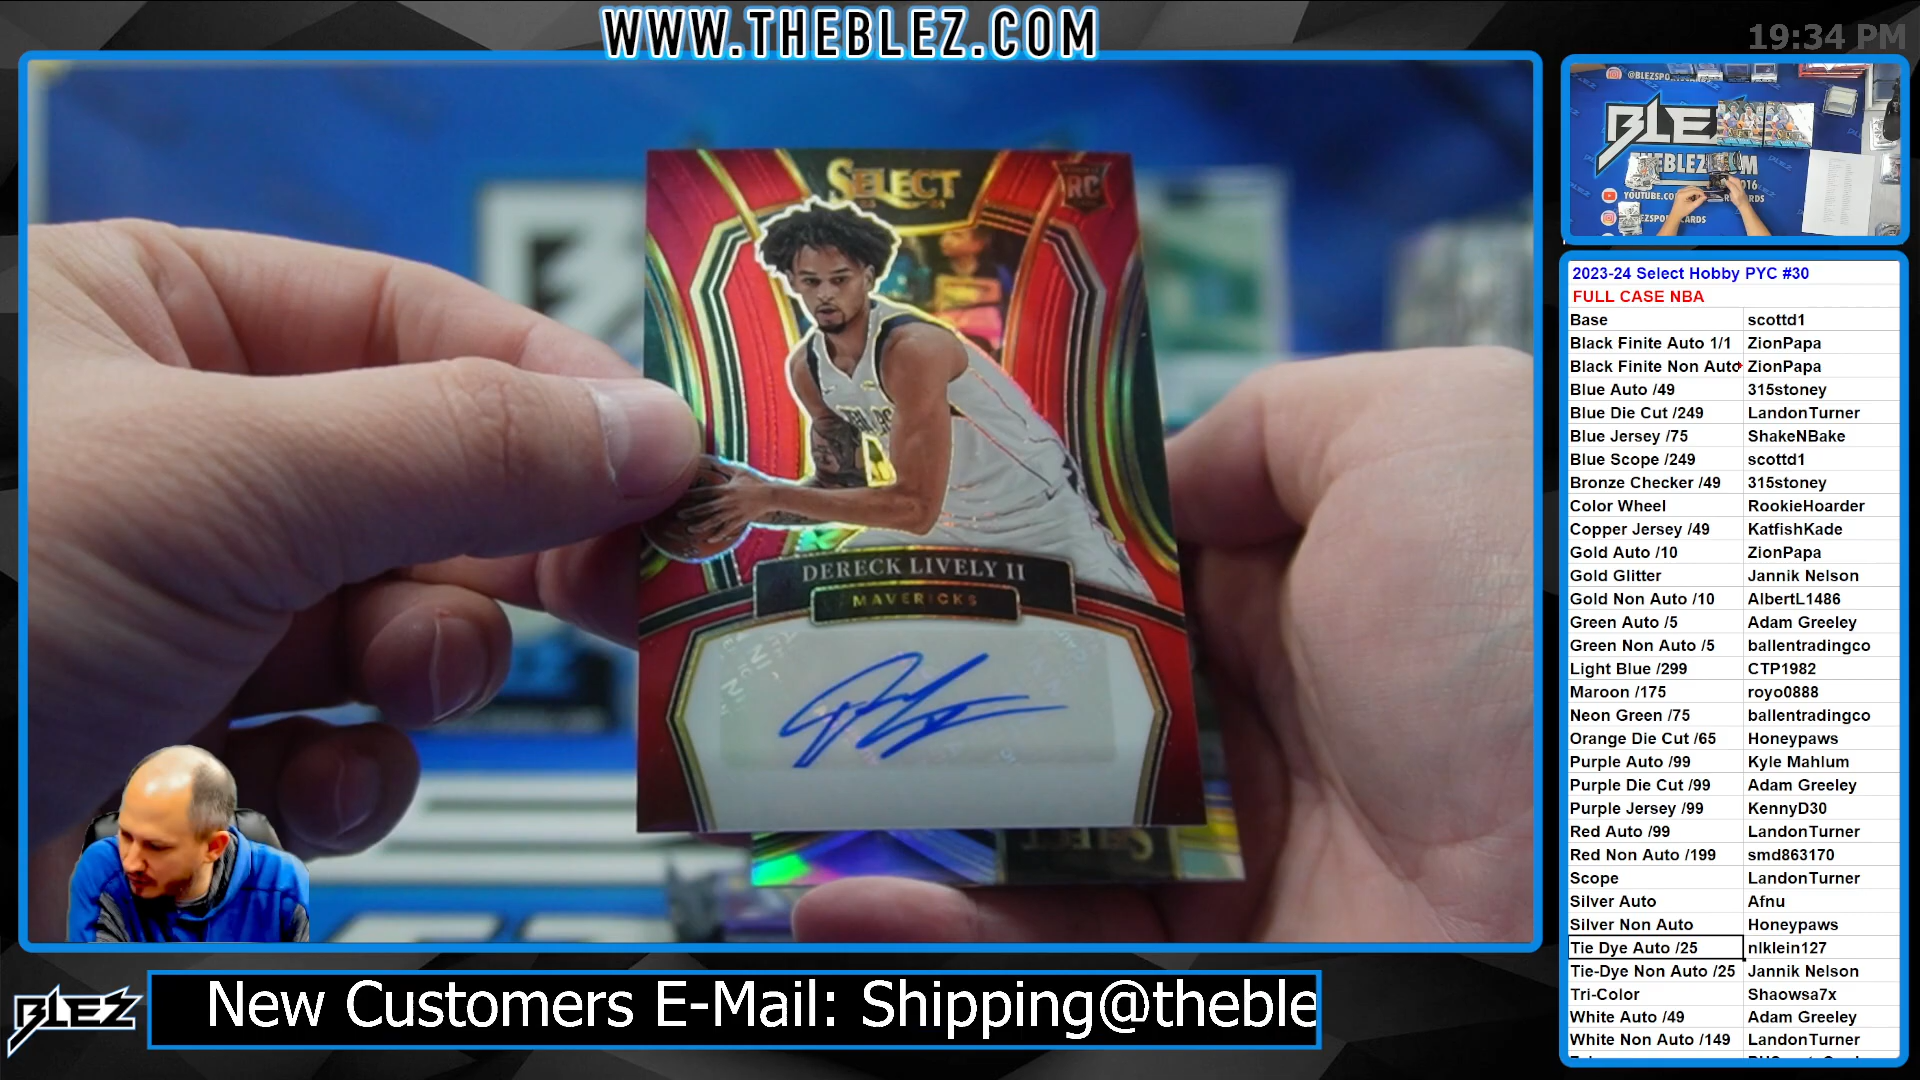 WWW.THEBLEZ.COM
19:34 PM
SELECT
RC
DERECK LIVELY II
MAVERICKS
SELECT
BLEZ
New Customers E-Mail: Shipping@theble
2023-24 Select Hobby PYC #30
FULL CASE NBA
Base scottd1
Black Finite Auto 1/1 ZionPapa
Black Finite Non Auto ZionPapa
Blue Auto /49 315stoney
Blue Die Cut /249 LandonTurner
Blue Jersey /75 ShakeNBake
Blue Scope /249 scottd1
Bronze Checker /49 315stoney
Color Wheel RookieHoarder
Copper Jersey /49 KatfishKade
Gold Auto /10 ZionPapa
Gold Glitter Jannik Nelson
Gold Non Auto /10 AlbertL1486
Green Auto /5 Adam Greeley
Green Non Auto /5 ballentradingco
Light Blue /299 CTP1982
Maroon /175 royo0888
Neon Green /75 ballentradingco
Orange Die Cut /65 Honeypaws
Purple Auto /99 Kyle Mahlum
Purple Die Cut /99 Adam Greeley
Purple Jersey /99 KennyD30
Red Auto /99 LandonTurner
Red Non Auto /199 smd863170
Scope LandonTurner
Silver Auto Afnu
Silver Non Auto Honeypaws
Tie Dye Auto /25 nlklein127
Tie-Dye Non Auto /25 Jannik Nelson
Tri-Color Shaowsa7x
White Auto /49 Adam Greeley
White Non Auto /149 LandonTurner